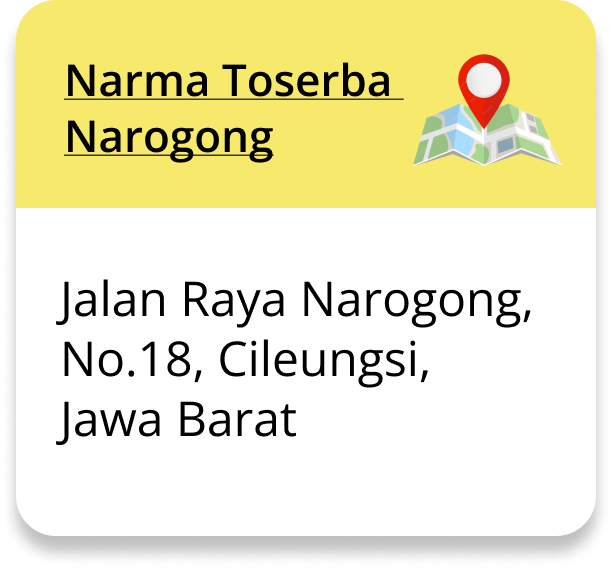 Narma Toserba
Narogong
Jalan Raya Narogong,
No.18, Cileungsi,
Jawa Barat